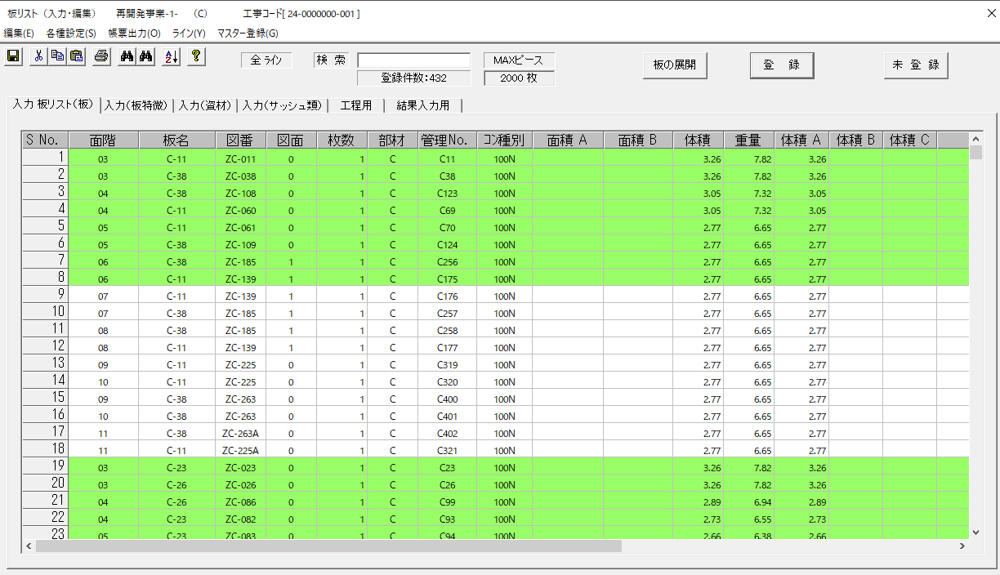 板リスト（入力・編集） 再開発事業-1- （C） 工事コード[ 24-0000000-001 ]
編集(E) 各種設定(S) 帳票出力(O) ライン(Y) マスター登録(G)
全ライン 検 索 MAXピース 板の展開 登 録 未 登 録
登録件数：432 2000 枚
入力 板リスト(板) 入力(板特微) 入力(資材) 入力(サッシュ類) 工程用 結果入力用
S No. 面階 板名 図番 図面 枚数 部材 管理No. コン種別 面積 A 面積 B 体積 重量 体積 A 体積 B 体積 C
1 03 C-11 ZC-011 0 1 C C11 100N 3.26 7.82 3.26
2 03 C-38 ZC-038 0 1 C C38 100N 3.26 7.82 3.26
3 04 C-38 ZC-108 0 1 C C123 100N 3.05 7.32 3.05
4 04 C-11 ZC-060 0 1 C C69 100N 3.05 7.32 3.05
5 05 C-11 ZC-061 0 1 C C70 100N 2.77 6.65 2.77
6 05 C-38 ZC-109 0 1 C C124 100N 2.77 6.65 2.77
7 06 C-38 ZC-185 1 1 C C256 100N 2.77 6.65 2.77
8 06 C-11 ZC-139 1 1 C C175 100N 2.77 6.65 2.77
9 07 C-11 ZC-139 1 1 C C176 100N 2.77 6.65 2.77
10 07 C-38 ZC-185 1 1 C C257 100N 2.77 6.65 2.77
11 08 C-38 ZC-185 1 1 C C258 100N 2.77 6.65 2.77
12 08 C-11 ZC-139 1 1 C C177 100N 2.77 6.65 2.77
13 09 C-11 ZC-225 0 1 C C319 100N 2.77 6.65 2.77
14 10 C-11 ZC-225 0 1 C C320 100N 2.77 6.65 2.77
15 09 C-38 ZC-263 0 1 C C400 100N 2.77 6.65 2.77
16 10 C-38 ZC-263 0 1 C C401 100N 2.77 6.65 2.77
17 11 C-38 ZC-263A 0 1 C C402 100N 2.77 6.65 2.77
18 11 C-11 ZC-225A 0 1 C C321 100N 2.77 6.65 2.77
19 03 C-23 ZC-023 0 1 C C23 100N 3.26 7.82 3.26
20 03 C-26 ZC-026 0 1 C C26 100N 3.26 7.82 3.26
21 04 C-26 ZC-086 0 1 C C99 100N 2.89 6.94 2.89
22 04 C-23 ZC-082 0 1 C C93 100N 2.73 6.55 2.73
23 05 C-23 ZC-083 0 1 C C94 100N 2.66 6.38 2.66